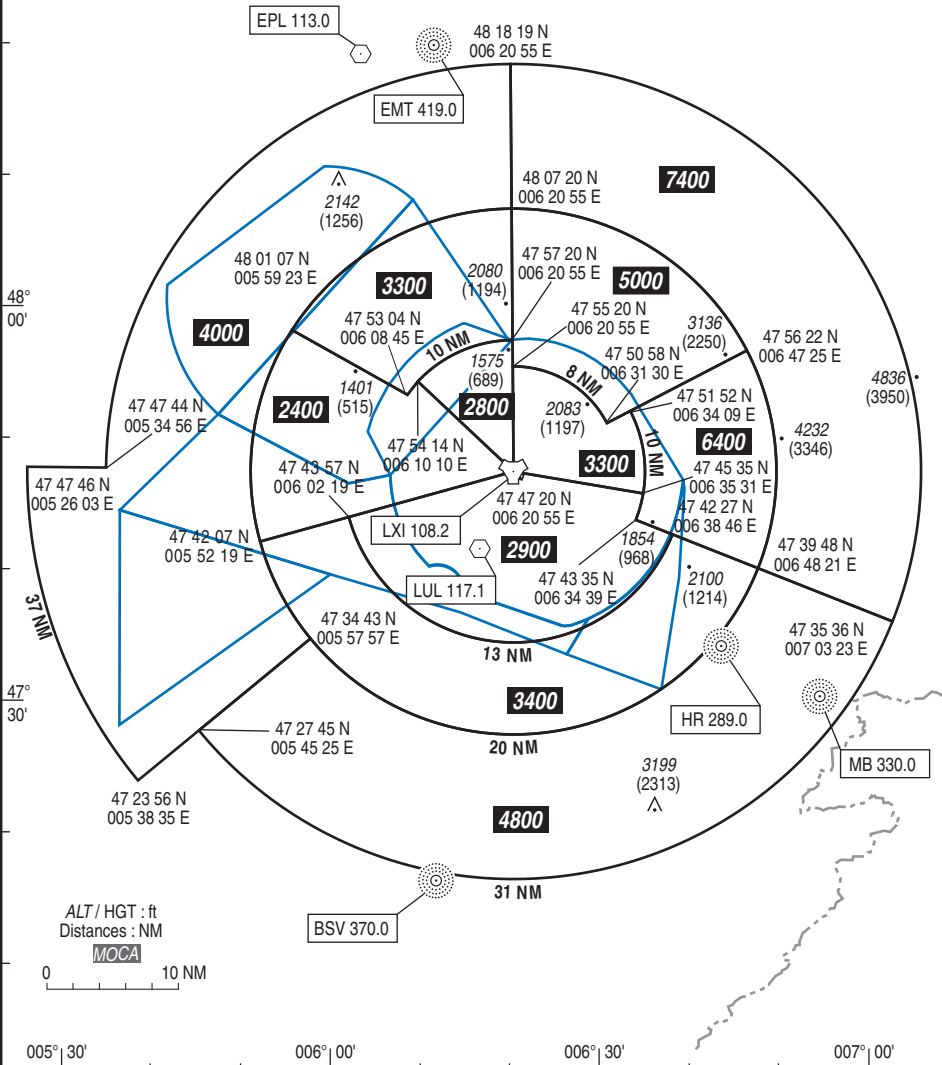 EPL 113.0
48 18 19 N
006 20 55 E
EMT 419.0
7400
48 07 20 N
006 20 55 E
2142
(1256)
48 01 07 N
005 59 23 E
2080
(1194)
47 57 20 N
006 20 55 E
5000
3300
48°
00'
4000
47 53 04 N
006 08 45 E
10 NM
47 55 20 N
006 20 55 E
3136
(2250)
47 56 22 N
006 47 25 E
1575
(689)
47 50 58 N
006 31 30 E
8 NM
4836
(3950)
1401
(515)
47 47 44 N
005 34 56 E
2400
2800
2083
(1197)
47 51 52 N
006 34 09 E
6400
4232
(3346)
47 54 14 N
006 10 10 E
10 NM
3300
47 43 57 N
006 02 19 E
47 45 35 N
006 35 31 E
47 47 46 N
005 26 03 E
47 47 20 N
006 20 55 E
47 42 27 N
006 38 46 E
LXI 108.2
47 42 07 N
005 52 19 E
2900
1854
(968)
47 39 48 N
006 48 21 E
LUL 117.1
47 43 35 N
006 34 39 E
2100
(1214)
37 NM
47 34 43 N
005 57 57 E
47 35 36 N
007 03 23 E
13 NM
47°
30'
3400
HR 289.0
47 27 45 N
005 45 25 E
20 NM
MB 330.0
3199
(2313)
47 23 56 N
005 38 35 E
4800
31 NM
BSV 370.0
ALT / HGT : ft
Distances : NM
MOCA
0 10 NM
005° 30' 006° 00' 006° 30' 007° 00'